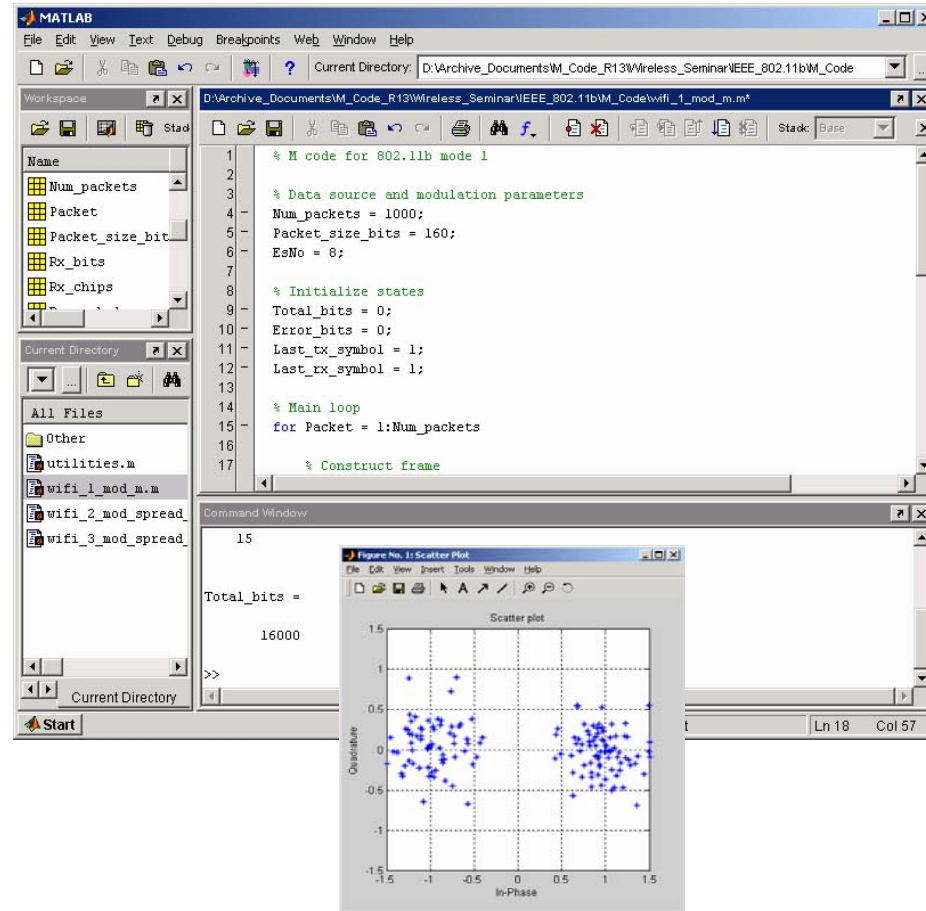 MATLAB
File Edit View Text Debug Breakpoints Web Window Help
Current Directory: D:\Archive_Documents\M_Code_R13\Wireless_Seminar\IEEE_802.11b\M_Code
Workspace
Stad
Name
Num_packets
Packet
Packet_size_bit
Rx_bits
Rx_chips
Current Directory
All Files
Other
utilities.m
wifi_1_mod_m.m
wifi_2_mod_spread_
wifi_3_mod_spread_
Current Directory
D:\Archive_Documents\M_Code_R13\Wireless_Seminar\IEEE_802.11b\M_Code\wifi_1_mod_m.m*
Stack: Base
1 % M code for 802.11b mode 1
2
3 % Data source and modulation parameters
4 - Num_packets = 1000;
5 - Packet_size_bits = 160;
6 - EsNo = 8;
7
8 % Initialize states
9 - Total_bits = 0;
10 - Error_bits = 0;
11 - Last_tx_symbol = 1;
12 - Last_rx_symbol = 1;
13
14 % Main loop
15 - for Packet = 1:Num_packets
16
17 % Construct frame
Command Window
15
Total_bits =
16000
>>
Figure No. 1: Scatter Plot
File Edit View Insert Tools Window Help
Scatter plot
1.5
1
0.5
0
-0.5
-1
-1.5
Quadrature
-1.5 -1 -0.5 0 0.5 1 1.5
In-Phase
Start
t
Ln 18 Col 57